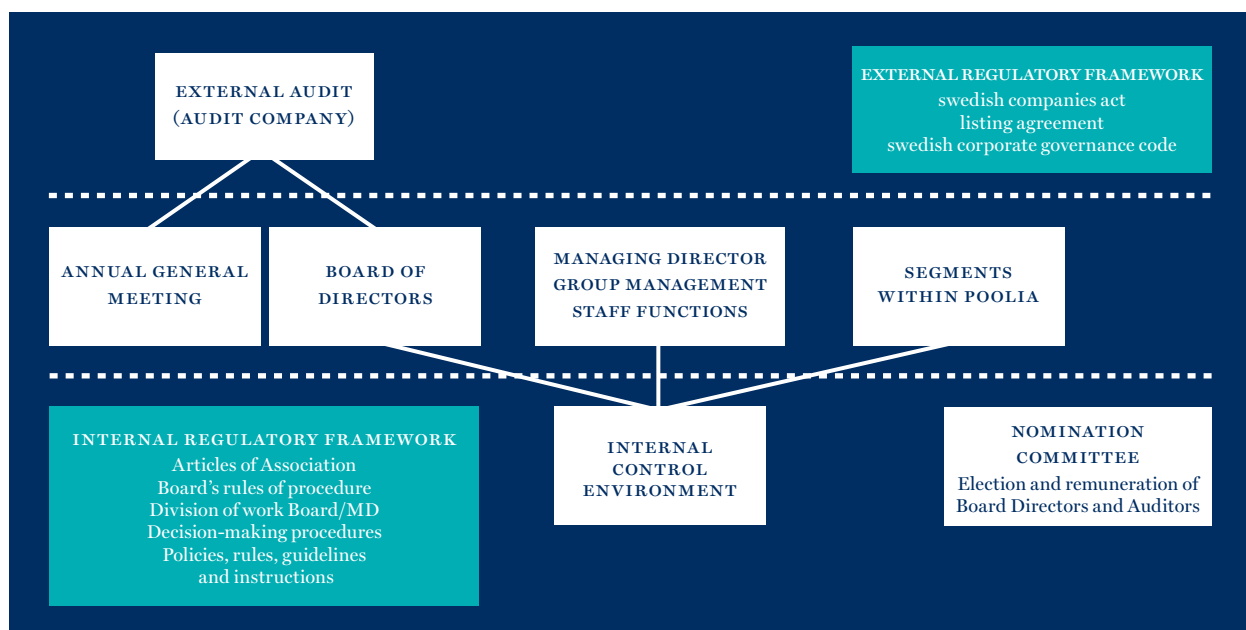 EXTERNAL AUDIT
(AUDIT COMPANY)
EXTERNAL REGULATORY FRAMEWORK
swedish companies act
listing agreement
swedish corporate governance code
ANNUAL GENERAL
MEETING
BOARD OF
DIRECTORS
MANAGING DIRECTOR
GROUP MANAGEMENT
STAFF FUNCTIONS
SEGMENTS
WITHIN POOLIA
INTERNAL REGULATORY FRAMEWORK
Articles of Association
Board’s rules of procedure
Division of work Board/MD
Decision-making procedures
Policies, rules, guidelines
and instructions
INTERNAL
CONTROL
ENVIRONMENT
NOMINATION
COMMITTEE
Election and remuneration of
Board Directors and Auditors